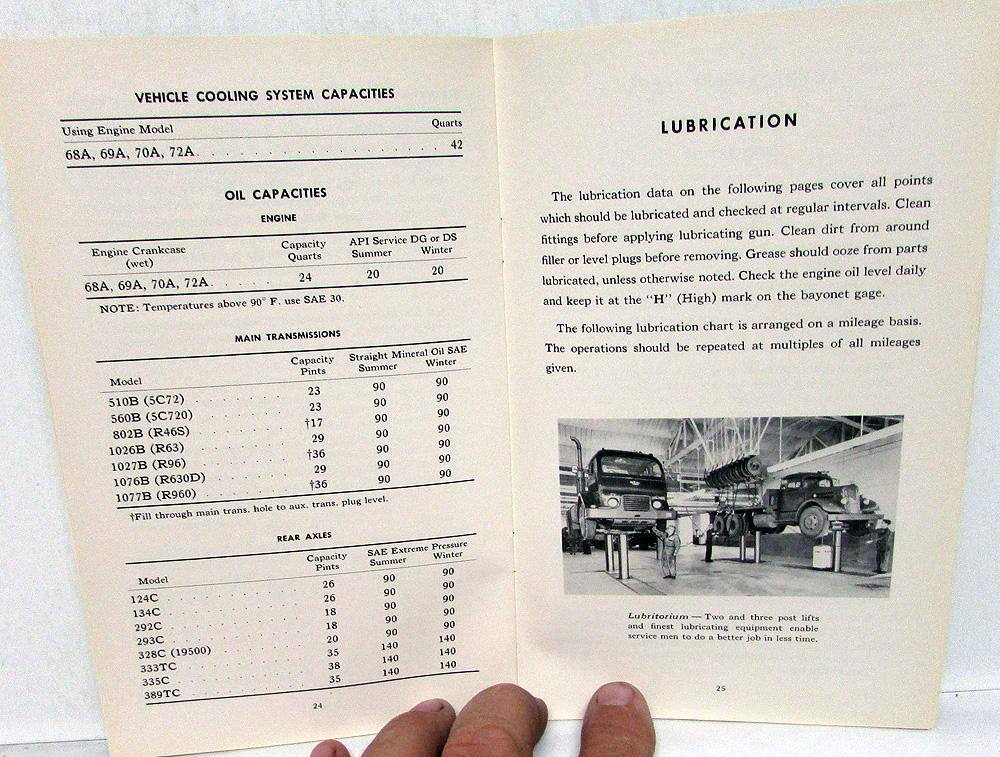 VEHICLE COOLING SYSTEM CAPACITIES
Using Engine Model Quarts
68A, 69A, 70A, 72A. . . . . . . . . . . . . . . . . . . 42
OIL CAPACITIES
ENGINE
Engine Crankcase (wet) Capacity Quarts API Service DG or DS Summer Winter
68A, 69A, 70A, 72A. . . . . . 24 20 20
NOTE: Temperatures above 90° F. use SAE 30.
MAIN TRANSMISSIONS
Model Capacity Pints Straight Mineral Oil SAE Summer Winter
510B (5C72) . . . . . . . 23 90 90
560B (5C720) . . . . . . . 23 90 90
802B (R46S) . . . . . . . †17 90 90
1026B (R63) . . . . . . . 29 90 90
1027B (R96) . . . . . . . †36 90 90
1076B (R630D) . . . . . . . 29 90 90
1077B (R960) . . . . . . . †36 90 90
†Fill through main trans. hole to aux. trans. plug level.
REAR AXLES
Model Capacity Pints SAE Extreme Pressure Summer Winter
124C . . . . . . . . . . 26 90 90
134C . . . . . . . . . . 26 90 90
292C . . . . . . . . . . 18 90 90
293C . . . . . . . . . . 18 90 90
328C (19500) . . . . . . . 20 90 90
333TC . . . . . . . . . . 35 140 140
335C . . . . . . . . . . 38 140 140
389TC . . . . . . . . . . 35 140 140
24
LUBRICATION
The lubrication data on the following pages cover all points
which should be lubricated and checked at regular intervals. Clean
fittings before applying lubricating gun. Clean dirt from around
filler or level plugs before removing. Grease should ooze from parts
lubricated, unless otherwise noted. Check the engine oil level daily
and keep it at the "H" (High) mark on the bayonet gage.
The following lubrication chart is arranged on a mileage basis.
The operations should be repeated at multiples of all mileages
given.
Lubritorium — Two and three post lifts
and finest lubricating equipment enable
service men to do a better job in less time.
25